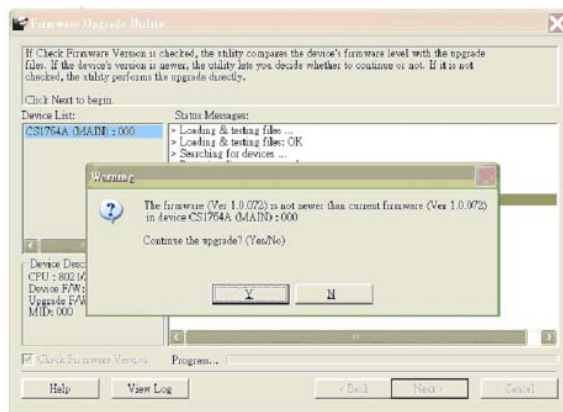 Firmware Upgrade Utility
If Check Firmware Version is checked, the utility compares the device's firmware level with the upgrade
files. If the device's version is newer, the utility lets you decide whether to continue or not. If it is not
checked, the utility performs the upgrade directly.
Click Next to begin.
Device List:
Status Messages:
CS1764A (MAIN) : 000
> Loading & testing files ...
> Loading & testing files: OK
> Searching for devices ...
Warning
The firmware (Ver 1.0.072) is not newer than current firmware (Ver 1.0.072)
in device CS1764A (MAIN) : 000
Continue the upgrade? (Yes/No)
Y
N
Device Desc
CPU : 8021/
Device F/W:
Upgrade F/W
MID: 000
Check Firmware Version
Progress...
Help
View Log
< Back
Next >
Cancel